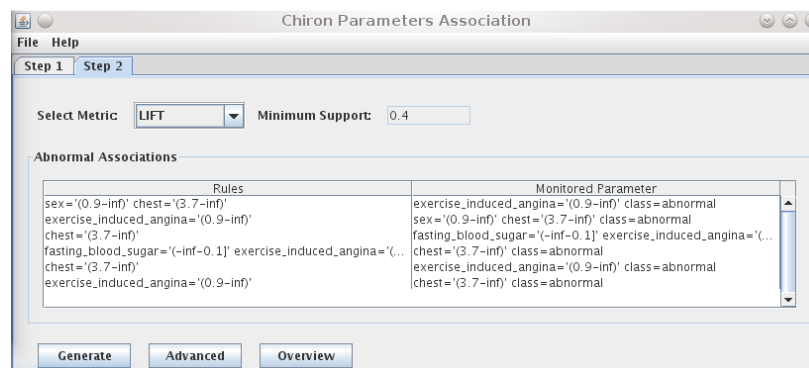 Chiron Parameters Association
File Help
Step 1 Step 2
Select Metric: LIFT Minimum Support: 0.4
Abnormal Associations
Rules Monitored Parameter
sex='(0.9-inf)' chest='(3.7-inf)' exercise_induced_angina='(0.9-inf)' class=abnormal
exercise_induced_angina='(0.9-inf)' sex='(0.9-inf)' chest='(3.7-inf)' class=abnormal
chest='(3.7-inf)' fasting_blood_sugar='(-inf-0.1]' exercise_induced_angina='(...
fasting_blood_sugar='(-inf-0.1]' exercise_induced_angina='(... chest='(3.7-inf)' class=abnormal
chest='(3.7-inf)' exercise_induced_angina='(0.9-inf)' class=abnormal
exercise_induced_angina='(0.9-inf)' chest='(3.7-inf)' class=abnormal
Generate Advanced Overview